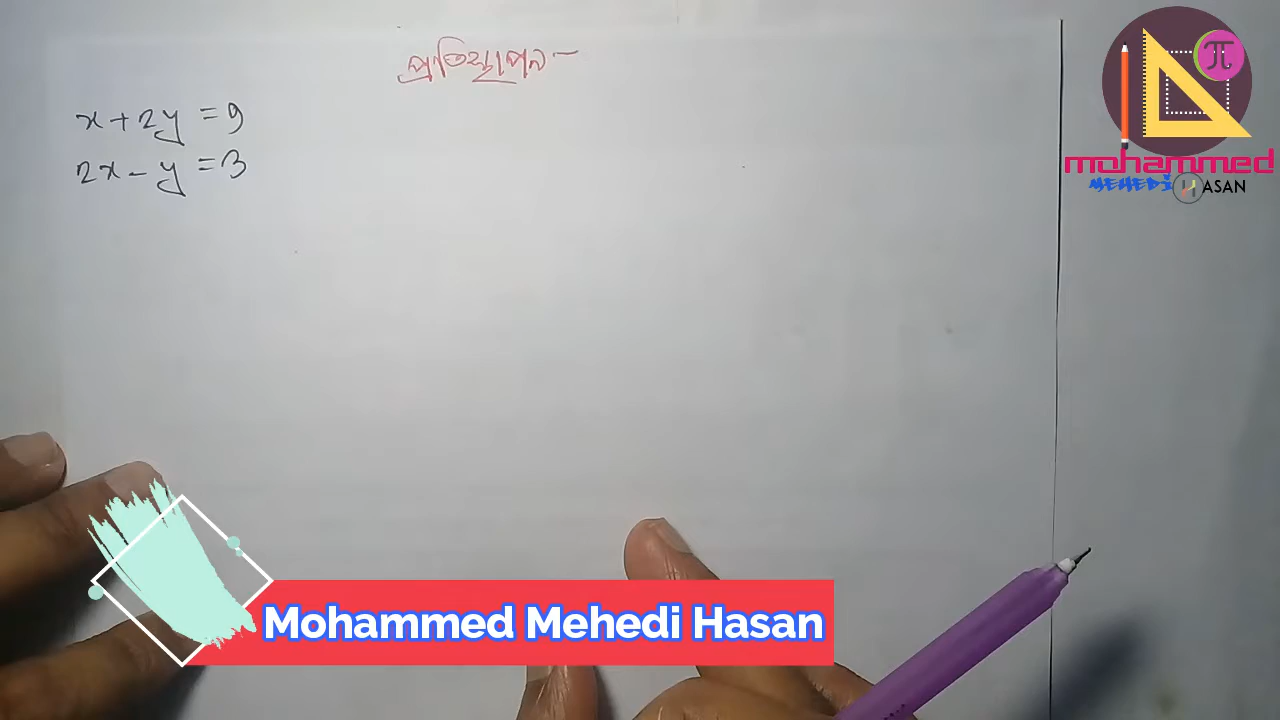 প্রতিস্থাপন-
x + 2y = 9
2x - y = 3
π
mohammed
MEHEDI HASAN
Mohammed Mehedi Hasan